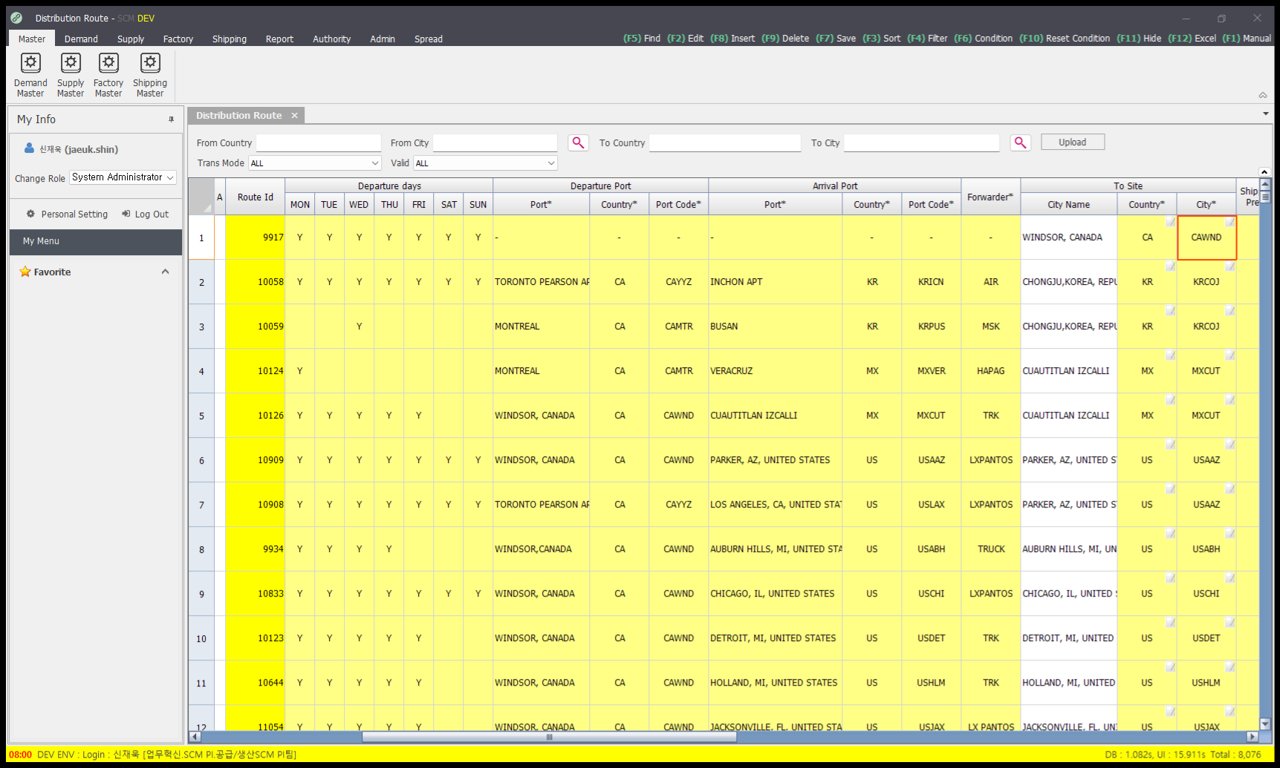 Distribution Route - SCM DEV
Master Demand Supply Factory Shipping Report Authority Admin Spread (F5) Find (F2) Edit (F8) Insert (F9) Delete (F7) Save (F3) Sort (F4) Filter (F6) Condition (F10) Reset Condition (F11) Hide (F12) Excel (F1) Manual
Demand Master Supply Master Factory Master Shipping Master
My Info
신재욱 (jaeuk.shin)
Change Role System Administrator
Personal Setting Log Out
My Menu
Favorite
Distribution Route
From Country From City To Country To City Upload
Trans Mode ALL Valid ALL
Departure days Departure Port Arrival Port To Site
A Route Id MON TUE WED THU FRI SAT SUN Port* Country* Port Code* Port* Country* Port Code* Forwarder* City Name Country* City* Ship Pre
1 9917 Y Y Y Y Y Y Y - - - - - - - WINDSOR, CANADA CA CAWND
2 10058 Y Y Y Y Y Y Y TORONTO PEARSON AP CA CAYYZ INCHON APT KR KRICN AIR CHONGJU,KOREA, REPU KR KRCOJ
3 10059 Y MONTREAL CA CAMTR BUSAN KR KRPUS MSK CHONGJU,KOREA, REPU KR KRCOJ
4 10124 Y MONTREAL CA CAMTR VERACRUZ MX MXVER HAPAG CUAUTITLAN IZCALLI MX MXCUT
5 10126 Y Y Y Y Y WINDSOR, CANADA CA CAWND CUAUTITLAN IZCALLI MX MXCUT TRK CUAUTITLAN IZCALLI MX MXCUT
6 10909 Y Y Y Y Y Y Y WINDSOR, CANADA CA CAWND PARKER, AZ, UNITED STATES US USAAZ LXPANTOS PARKER, AZ, UNITED S US USAAZ
7 10908 Y Y Y Y Y Y Y TORONTO PEARSON AP CA CAYYZ LOS ANGELES, CA, UNITED STAT US USLAX LXPANTOS PARKER, AZ, UNITED S US USAAZ
8 9934 Y Y Y Y WINDSOR,CANADA CA CAWND AUBURN HILLS, MI, UNITED STA US USABH TRUCK AUBURN HILLS, MI, UN US USABH
9 10833 Y Y Y Y Y Y Y WINDSOR, CANADA CA CAWND CHICAGO, IL, UNITED STATES US USCHI LXPANTOS CHICAGO, IL, UNITED S US USCHI
10 10123 Y Y Y Y Y WINDSOR, CANADA CA CAWND DETROIT, MI, UNITED STATES US USDET TRK DETROIT, MI, UNITED US USDET
11 10644 Y Y Y Y Y WINDSOR, CANADA CA CAWND HOLLAND, MI, UNITED STATES US USHLM TRK HOLLAND, MI, UNITED US USHLM
12 11054 Y Y Y Y Y WINDSOR, CANADA CA CAWND JACKSONVILLE, FL, UNITED STA US USJAX LX PANTOS JACKSONVILLE, FL, UN US USJAX
08:00 DEV ENV : Login : 신재욱 [업무혁신.SCM PI.공급/생산SCM PI팀] DB : 1.082s, UI : 15.911s Total : 8,076